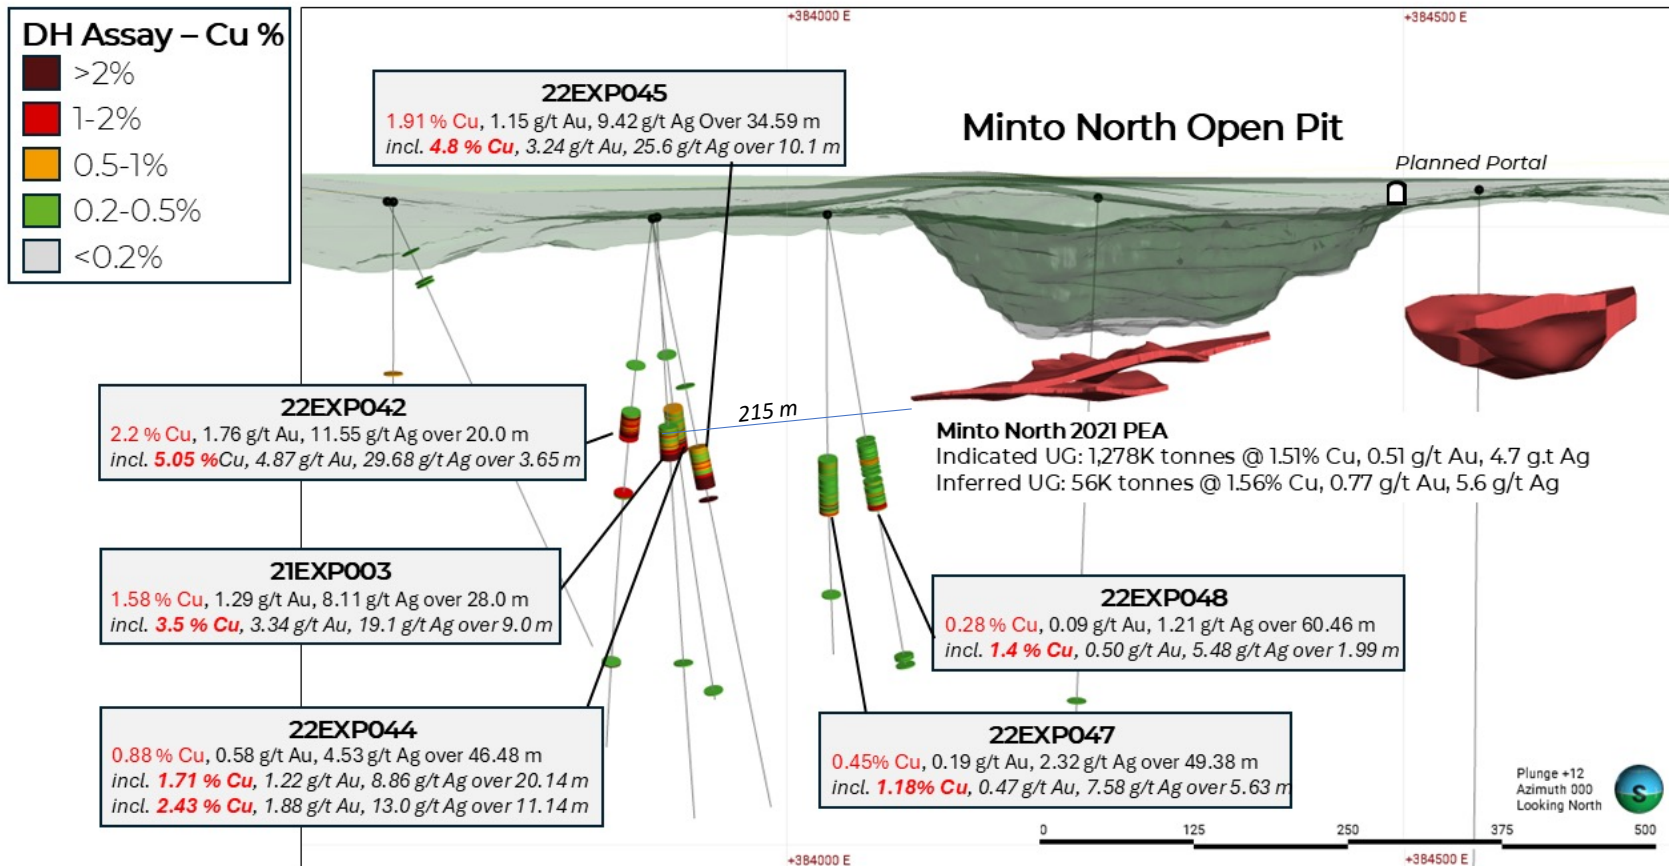 DH Assay – Cu %
>2%
1-2%
0.5-1%
0.2-0.5%
<0.2%
+384000 E
+384500 E
22EXP045
1.91 % Cu, 1.15 g/t Au, 9.42 g/t Ag Over 34.59 m
incl. 4.8 % Cu, 3.24 g/t Au, 25.6 g/t Ag over 10.1 m
Minto North Open Pit
Planned Portal
22EXP042
2.2 % Cu, 1.76 g/t Au, 11.55 g/t Ag over 20.0 m
incl. 5.05 %Cu, 4.87 g/t Au, 29.68 g/t Ag over 3.65 m
215 m
Minto North 2021 PEA
Indicated UG: 1,278K tonnes @ 1.51% Cu, 0.51 g/t Au, 4.7 g.t Ag
Inferred UG: 56K tonnes @ 1.56% Cu, 0.77 g/t Au, 5.6 g/t Ag
21EXP003
1.58 % Cu, 1.29 g/t Au, 8.11 g/t Ag over 28.0 m
incl. 3.5 % Cu, 3.34 g/t Au, 19.1 g/t Ag over 9.0 m
22EXP048
0.28 % Cu, 0.09 g/t Au, 1.21 g/t Ag over 60.46 m
incl. 1.4 % Cu, 0.50 g/t Au, 5.48 g/t Ag over 1.99 m
22EXP044
0.88 % Cu, 0.58 g/t Au, 4.53 g/t Ag over 46.48 m
incl. 1.71 % Cu, 1.22 g/t Au, 8.86 g/t Ag over 20.14 m
incl. 2.43 % Cu, 1.88 g/t Au, 13.0 g/t Ag over 11.14 m
22EXP047
0.45% Cu, 0.19 g/t Au, 2.32 g/t Ag over 49.38 m
incl. 1.18% Cu, 0.47 g/t Au, 7.58 g/t Ag over 5.63 m
Plunge +12
Azimuth 000
Looking North
S
0 125 250 375 500
+384000 E
+384500 E